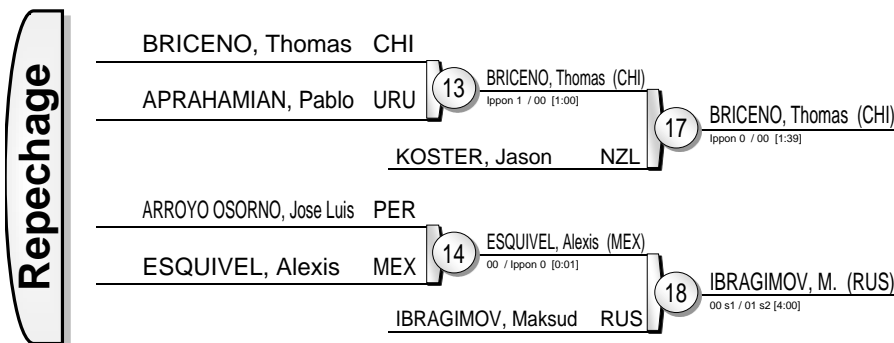 Repechage
BRICENO, Thomas CHI
APRAHAMIAN, Pablo URU
13
BRICENO, Thomas (CHI)
Ippon 1 / 00 [1:00]
KOSTER, Jason NZL
17
BRICENO, Thomas (CHI)
Ippon 0 / 00 [1:39]
ARROYO OSORNO, Jose Luis PER
ESQUIVEL, Alexis MEX
14
ESQUIVEL, Alexis (MEX)
00 / Ippon 0 [0:01]
IBRAGIMOV, Maksud RUS
18
IBRAGIMOV, M. (RUS)
00 s1 / 01 s2 [4:00]